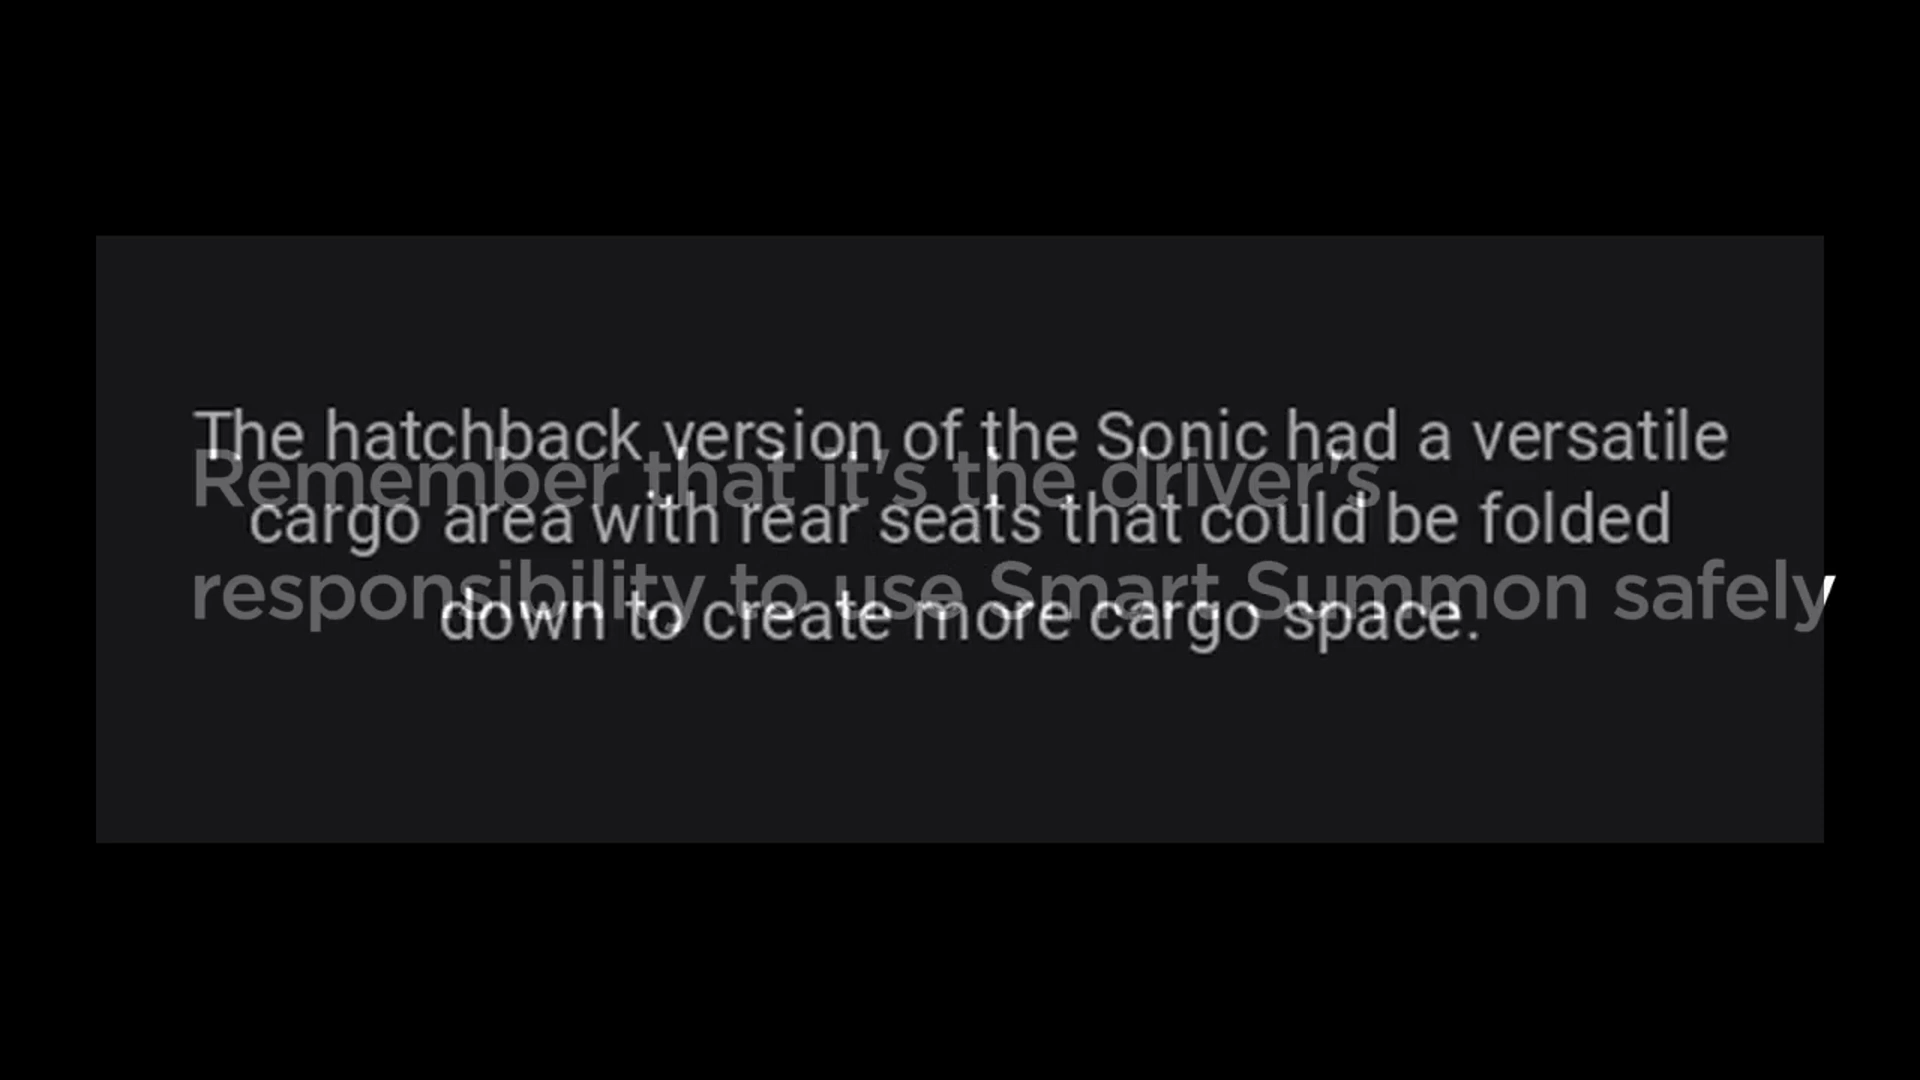 The hatchback version of the Sonic had a versatile
cargo area with rear seats that could be folded
down to create more cargo space.
Remember that it's the driver's
responsibility to use Smart Summon safely